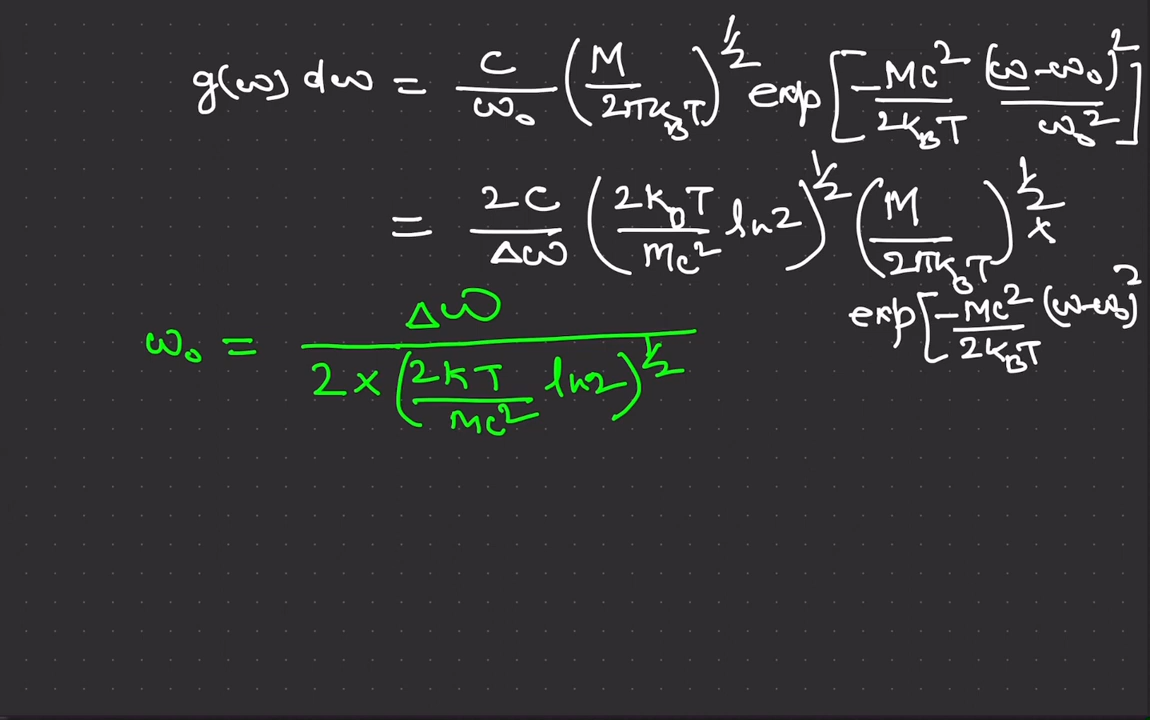 g(ω) dω = C/ω₀ (M/2πK_BT)^½ exp[-Mc²/2K_BT (ω-ω₀)²/ω₀²]
= 2C/Δω (2K_BT/Mc² ln2)^½ (M/2πK_BT)^½ ×
exp[-Mc²/2K_BT (ω-ω₀)²
ω₀ = Δω / 2×(2KT/Mc² ln2)^½